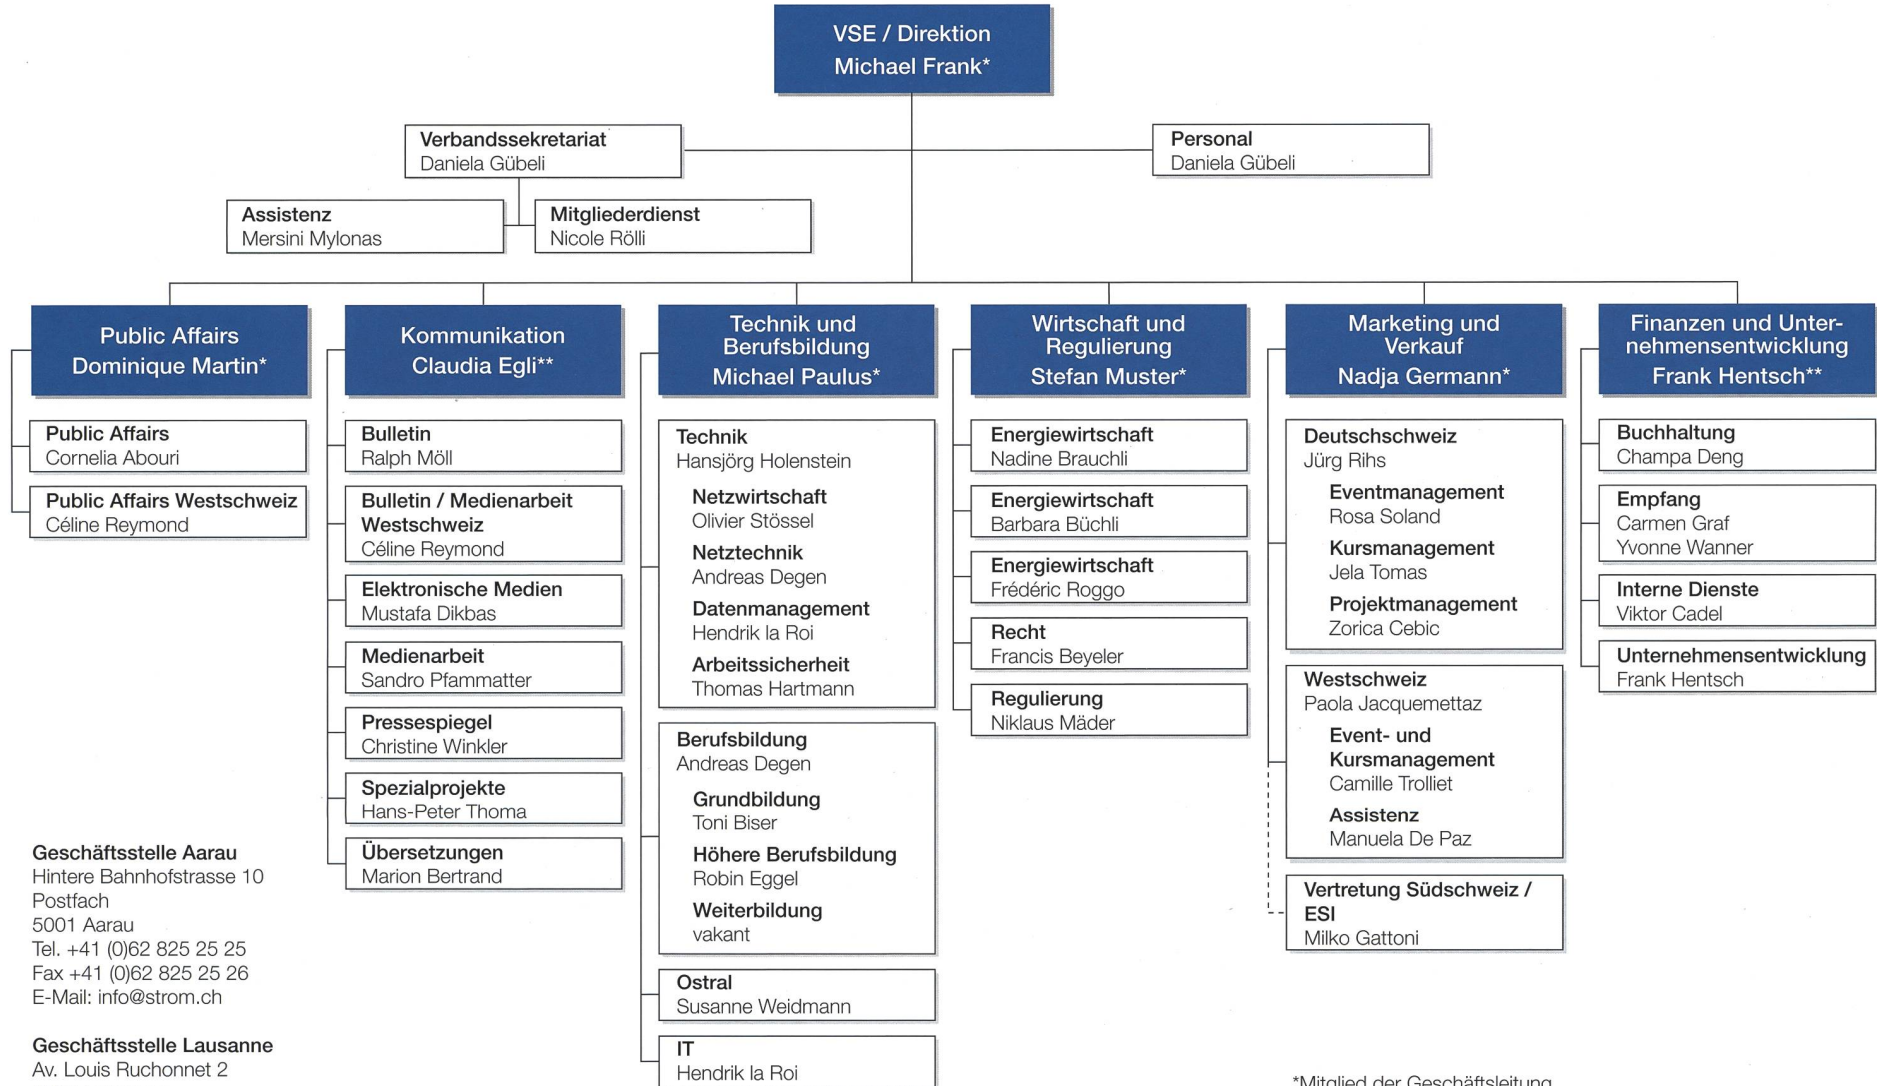 VSE / Direktion
Michael Frank*
Verbandssekretariat
Daniela Gübeli
Personal
Daniela Gübeli
Assistenz
Mersini Mylonas
Mitgliederdienst
Nicole Rölli
Public Affairs
Dominique Martin*
Public Affairs
Cornelia Abouri
Public Affairs Westschweiz
Céline Reymond
Kommunikation
Claudia Egli**
Bulletin
Ralph Möll
Bulletin / Medienarbeit
Westschweiz
Céline Reymond
Elektronische Medien
Mustafa Dikbas
Medienarbeit
Sandro Pfammatter
Pressespiegel
Christine Winkler
Spezialprojekte
Hans-Peter Thoma
Übersetzungen
Marion Bertrand
Technik und
Berufsbildung
Michael Paulus*
Technik
Hansjörg Holenstein
Netzwirtschaft
Olivier Stössel
Netztechnik
Andreas Degen
Datenmanagement
Hendrik la Roi
Arbeitssicherheit
Thomas Hartmann
Berufsbildung
Andreas Degen
Grundbildung
Toni Biser
Höhere Berufsbildung
Robin Eggel
Weiterbildung
vakant
Ostral
Susanne Weidmann
IT
Hendrik la Roi
Wirtschaft und
Regulierung
Stefan Muster*
Energiewirtschaft
Nadine Brauchli
Energiewirtschaft
Barbara Büchli
Energiewirtschaft
Frédéric Roggo
Recht
Francis Beyeler
Regulierung
Niklaus Mäder
Marketing und
Verkauf
Nadja Germann*
Deutschschweiz
Jürg Rihs
Eventmanagement
Rosa Soland
Kursmanagement
Jela Tomas
Projektmanagement
Zorica Cebic
Westschweiz
Paola Jacquemettaz
Event- und
Kursmanagement
Camille Trolliet
Assistenz
Manuela De Paz
Vertretung Südschweiz /
ESI
Milko Gattoni
Finanzen und Unter-
nehmensentwicklung
Frank Hentsch**
Buchhaltung
Champa Deng
Empfang
Carmen Graf
Yvonne Wanner
Interne Dienste
Viktor Cadel
Unternehmensentwicklung
Frank Hentsch
Geschäftsstelle Aarau
Hintere Bahnhofstrasse 10
Postfach
5001 Aarau
Tel. +41 (0)62 825 25 25
Fax +41 (0)62 825 25 26
E-Mail: info@strom.ch
Geschäftsstelle Lausanne
Av. Louis Ruchonnet 2
*Mitglied der Geschäftsleitung